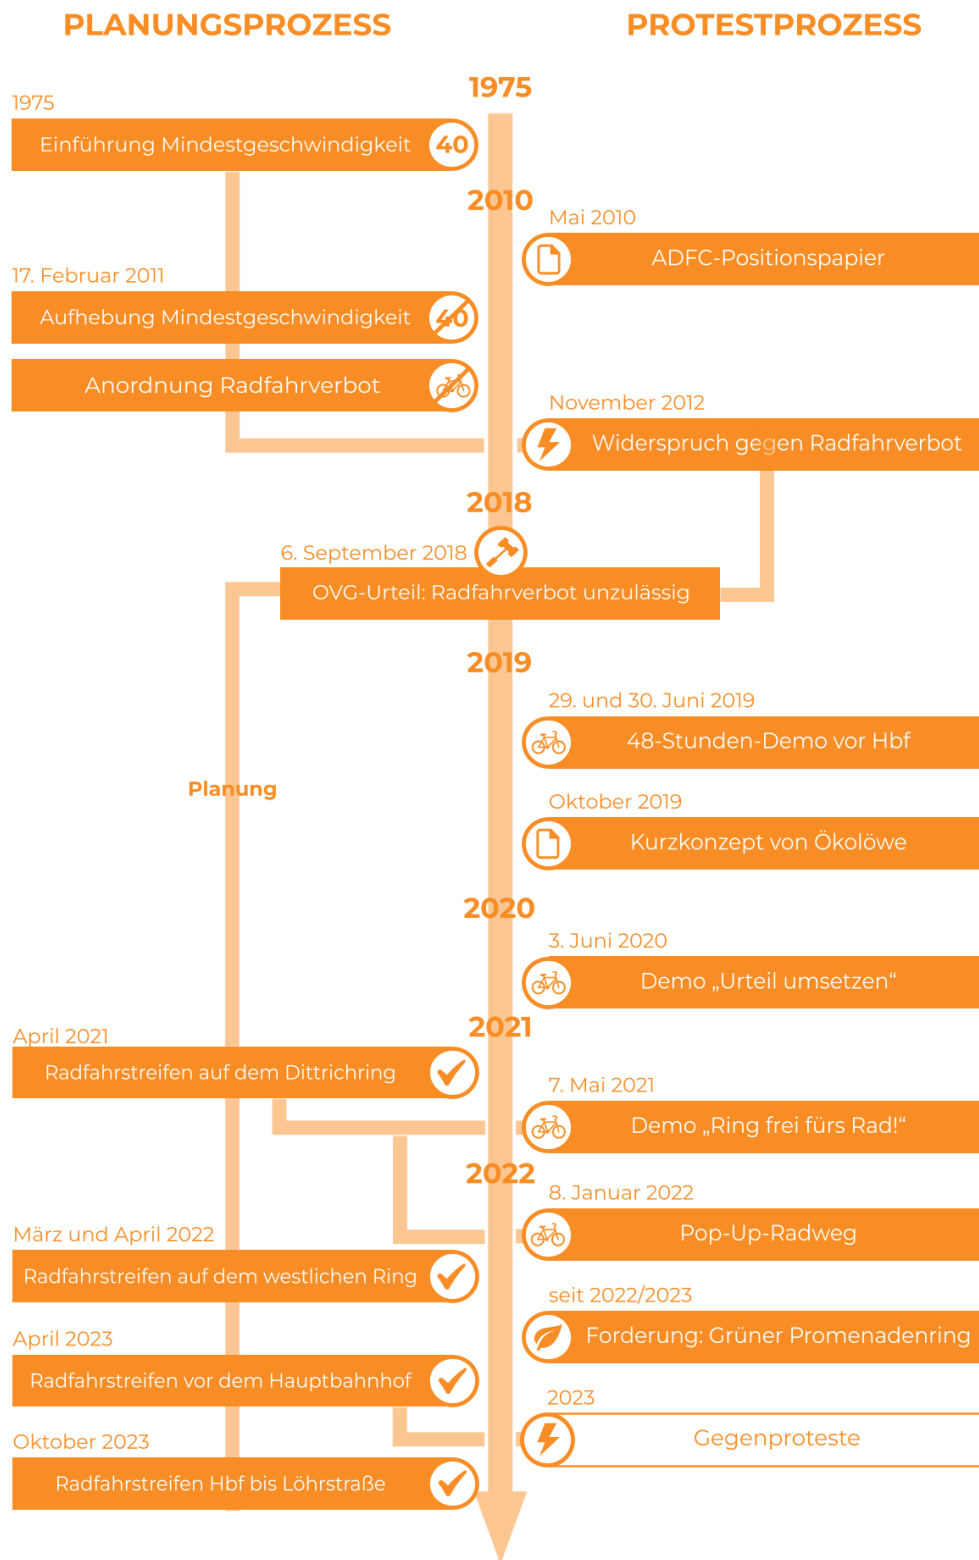 PLANUNGSPROZESS
PROTESTPROZESS
1975
1975
Einführung Mindestgeschwindigkeit 40
2010
Mai 2010
ADFC-Positionspapier
17. Februar 2011
Aufhebung Mindestgeschwindigkeit 40
Anordnung Radfahrverbot
November 2012
Widerspruch gegen Radfahrverbot
2018
6. September 2018
OVG-Urteil: Radfahrverbot unzulässig
2019
29. und 30. Juni 2019
48-Stunden-Demo vor Hbf
Planung
Oktober 2019
Kurzkonzept von Ökolöwe
2020
3. Juni 2020
Demo „Urteil umsetzen“
2021
April 2021
Radfahrstreifen auf dem Dittrichring
7. Mai 2021
Demo „Ring frei fürs Rad!“
2022
8. Januar 2022
Pop-Up-Radweg
März und April 2022
Radfahrstreifen auf dem westlichen Ring
seit 2022/2023
Forderung: Grüner Promenadenring
April 2023
Radfahrstreifen vor dem Hauptbahnhof
2023
Gegenproteste
Oktober 2023
Radfahrstreifen Hbf bis Löhrstraße